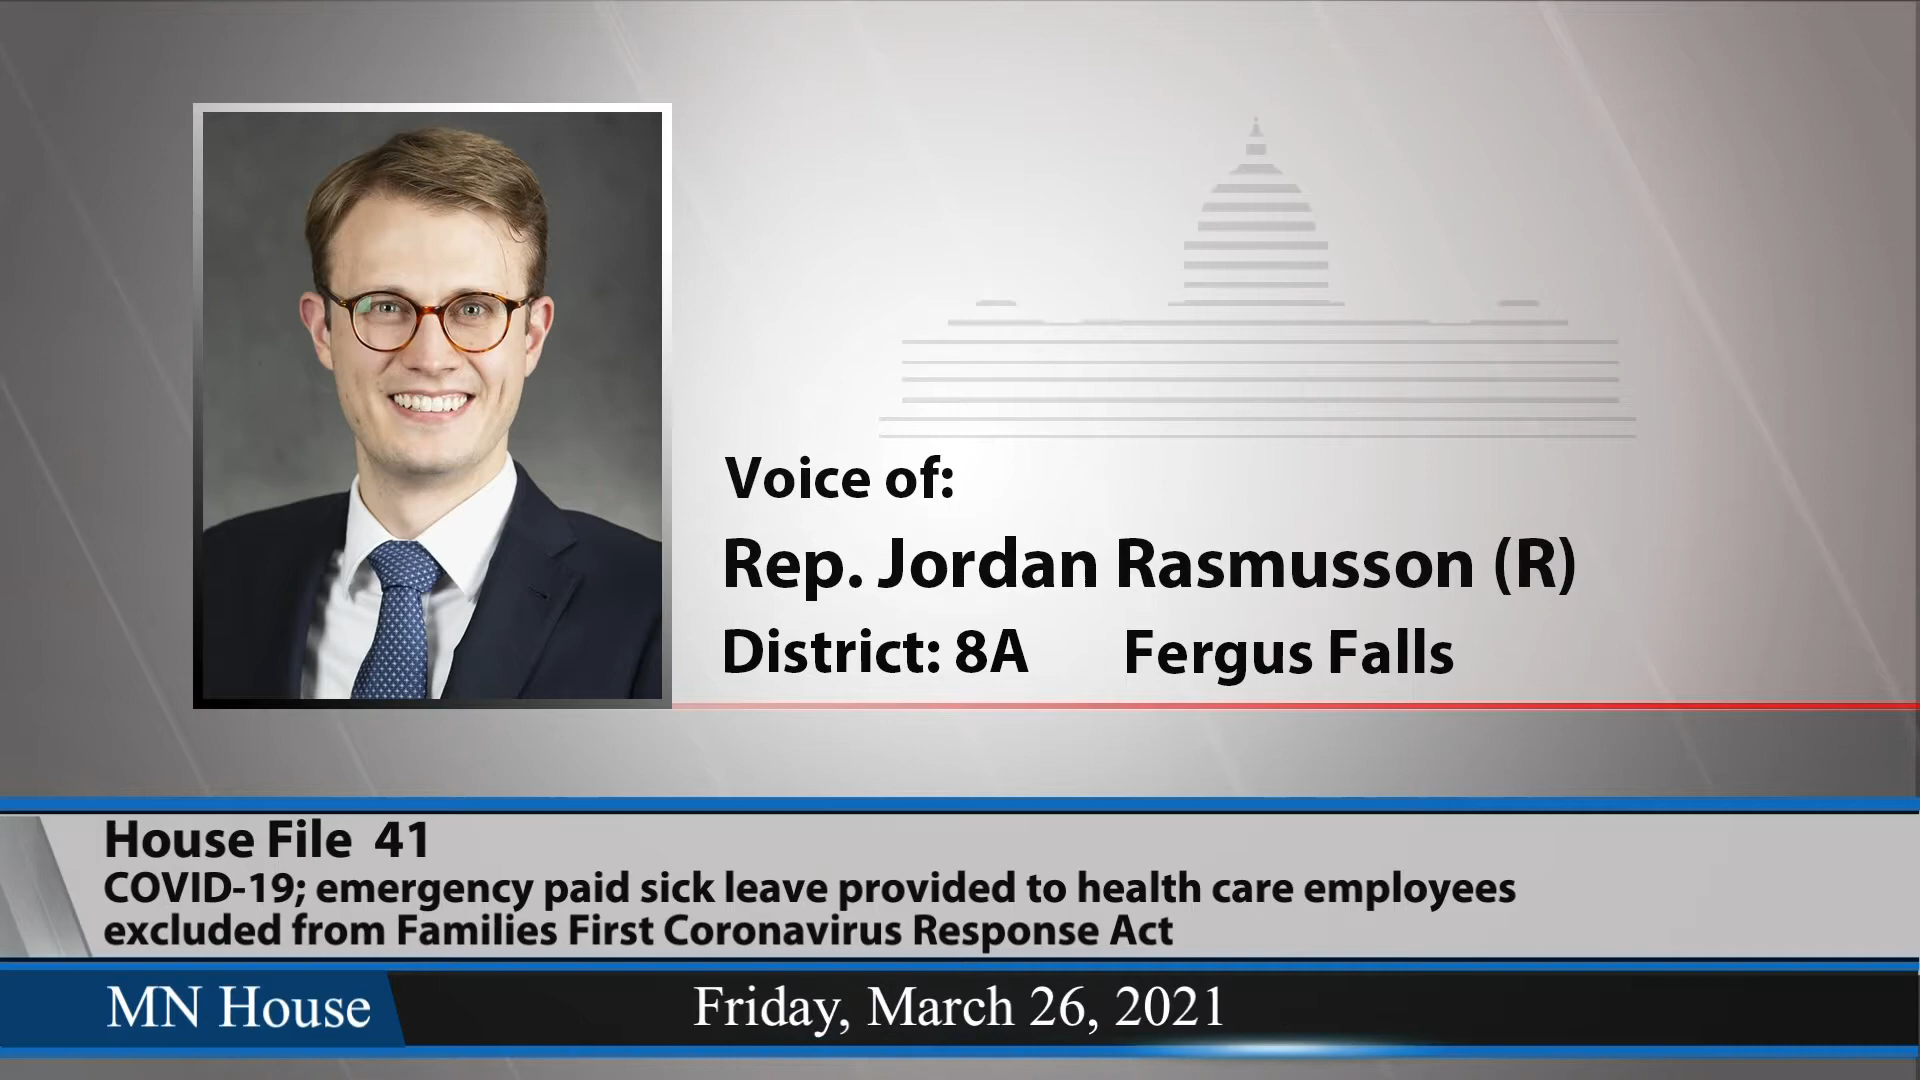 Voice of:
Rep. Jordan Rasmusson (R)
District: 8A Fergus Falls
House File 41
COVID-19; emergency paid sick leave provided to health care employees
excluded from Families First Coronavirus Response Act
MN House Friday, March 26, 2021